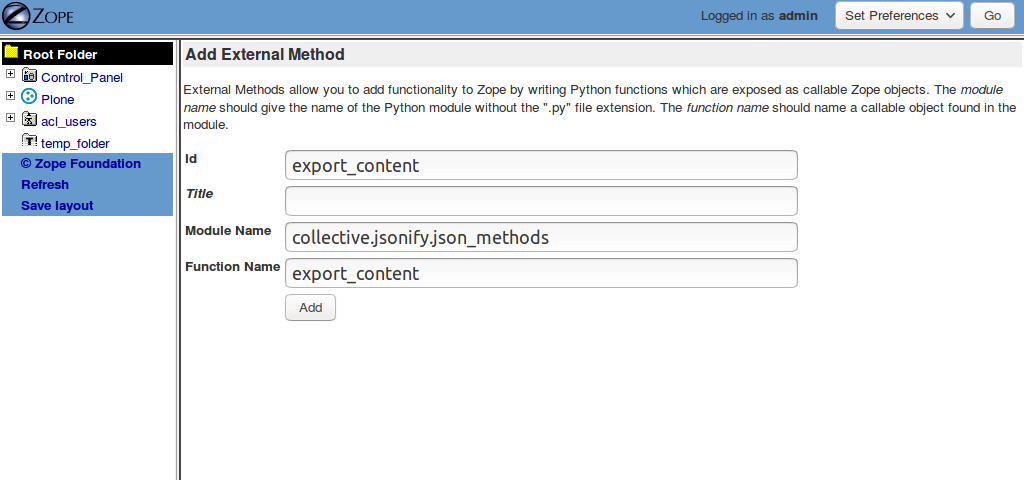 ZOPE
Logged in as admin
Set Preferences
Go
Root Folder
Control_Panel
Plone
acl_users
temp_folder
© Zope Foundation
Refresh
Save layout
Add External Method
External Methods allow you to add functionality to Zope by writing Python functions which are exposed as callable Zope objects. The module
name should give the name of the Python module without the ".py" file extension. The function name should name a callable object found in the
module.
Id
export_content
Title
Module Name
collective.jsonify.json_methods
Function Name
export_content
Add